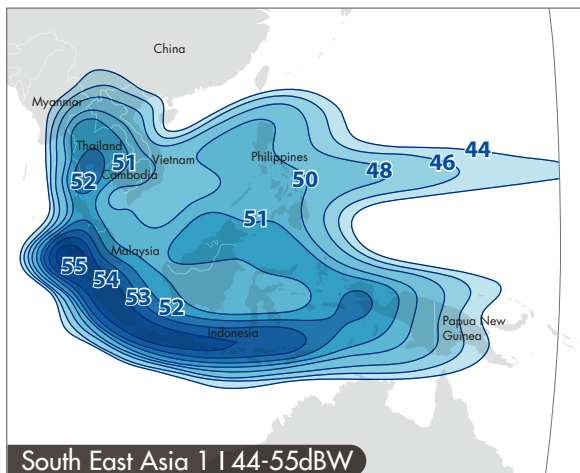 China
Myanmar
Thailand
51
Vietnam
Philippines
44
46
48
52
Cambodia
50
51
Malaysia
55
54
53
52
Indonesia
Papua New
Guinea
South East Asia 1 I 44-55dBW